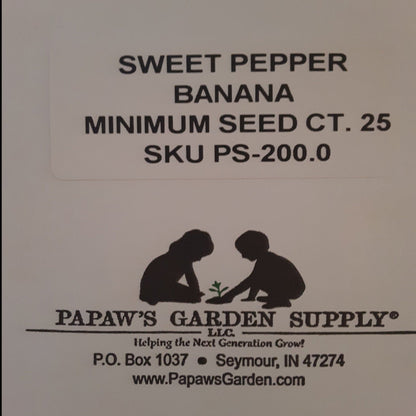 SWEET PEPPER
BANANA
MINIMUM SEED CT. 25
SKU PS-200.0
PAPAW'S GARDEN SUPPLY®
LLC.
Helping the Next Generation Grow!
P.O. Box 1037 ● Seymour, IN 47274
www.PapawsGarden.com